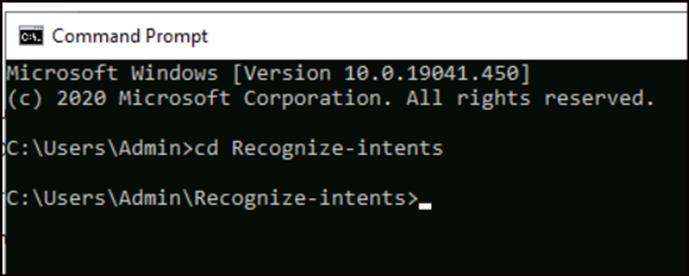 Command Prompt
Microsoft Windows [Version 10.0.19041.450]
(c) 2020 Microsoft Corporation. All rights reserved.
C:\Users\Admin>cd Recognize-intents
C:\Users\Admin\Recognize-intents>